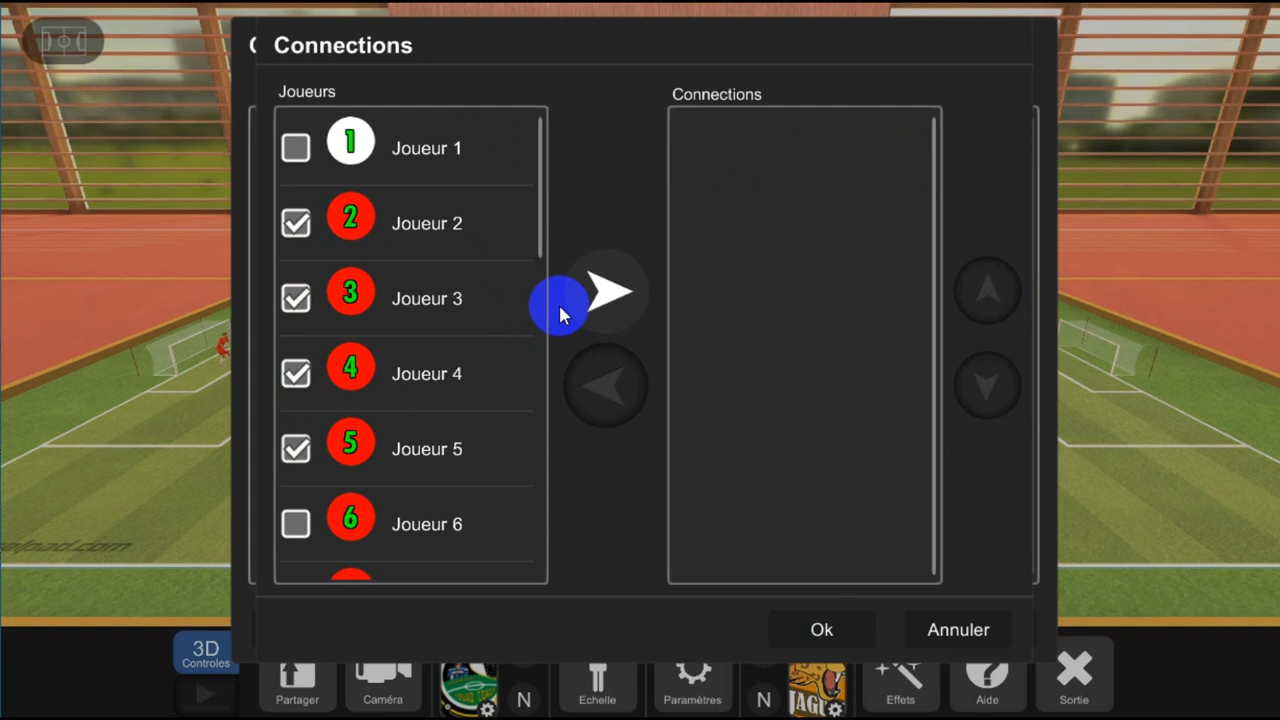 Connections
Joueurs
Connections
1 Joueur 1
2 Joueur 2
3 Joueur 3
4 Joueur 4
5 Joueur 5
6 Joueur 6
Ok
Annuler
3D
Controles
Partager
Caméra
N
Echelle
Paramètres
N
JAGU
Effets
Aide
Sortie